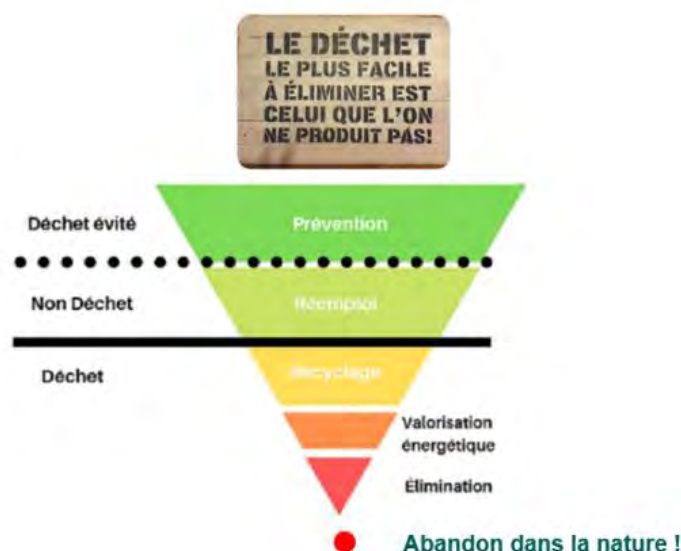 LE DÉCHET
LE PLUS FACILE
À ÉLIMINER EST
CELUI QUE L'ON
NE PRODUIT PAS!
Déchet évité
Prévention
Non Déchet
Réemploi
Déchet
Recyclage
Valorisation
énergétique
Élimination
Abandon dans la nature !